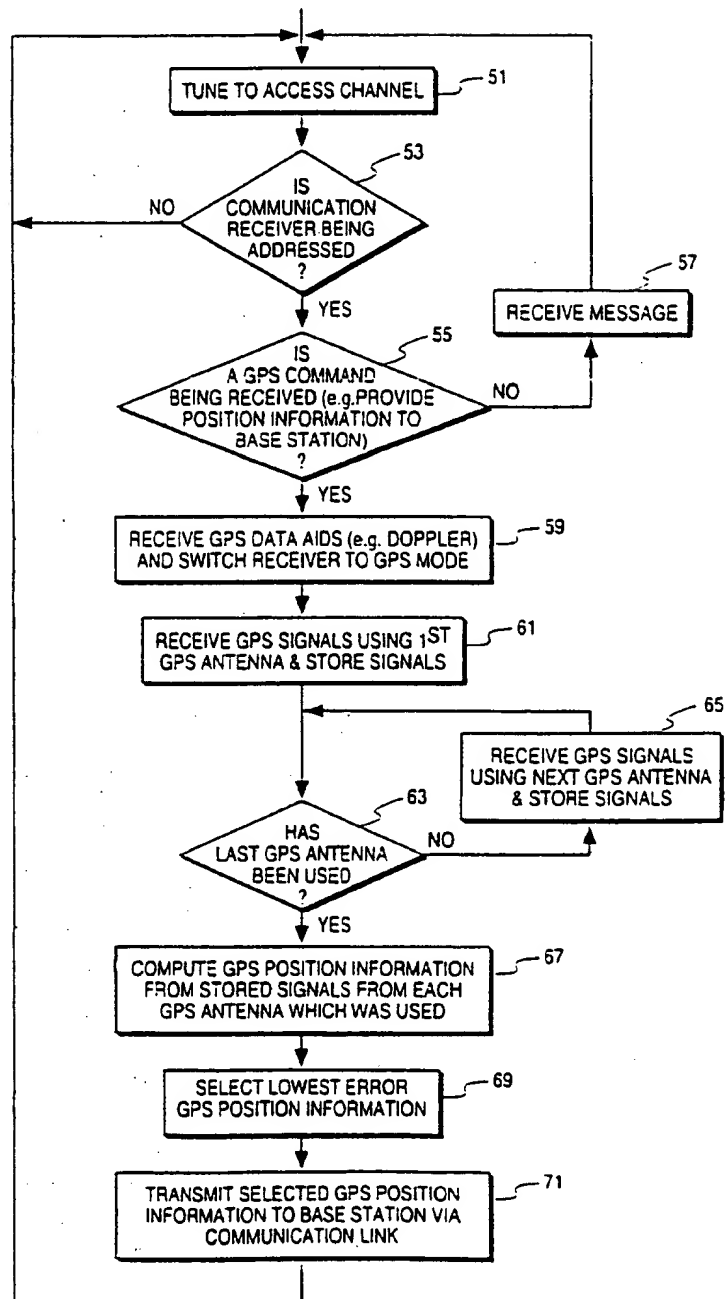 TUNE TO ACCESS CHANNEL
51
53
IS
COMMUNICATION
RECEIVER BEING
ADDRESSED
?
NO
YES
57
RECEIVE MESSAGE
55
IS
A GPS COMMAND
BEING RECEIVED (e.g.PROVIDE
POSITION INFORMATION TO
BASE STATION)
?
NO
YES
RECEIVE GPS DATA AIDS (e.g. DOPPLER)
AND SWITCH RECEIVER TO GPS MODE
59
RECEIVE GPS SIGNALS USING 1ST
GPS ANTENNA & STORE SIGNALS
61
65
RECEIVE GPS SIGNALS
USING NEXT GPS ANTENNA
& STORE SIGNALS
63
HAS
LAST GPS ANTENNA
BEEN USED
?
NO
YES
COMPUTE GPS POSITION INFORMATION
FROM STORED SIGNALS FROM EACH
GPS ANTENNA WHICH WAS USED
67
SELECT LOWEST ERROR
GPS POSITION INFORMATION
69
TRANSMIT SELECTED GPS POSITION
INFORMATION TO BASE STATION VIA
COMMUNICATION LINK
71